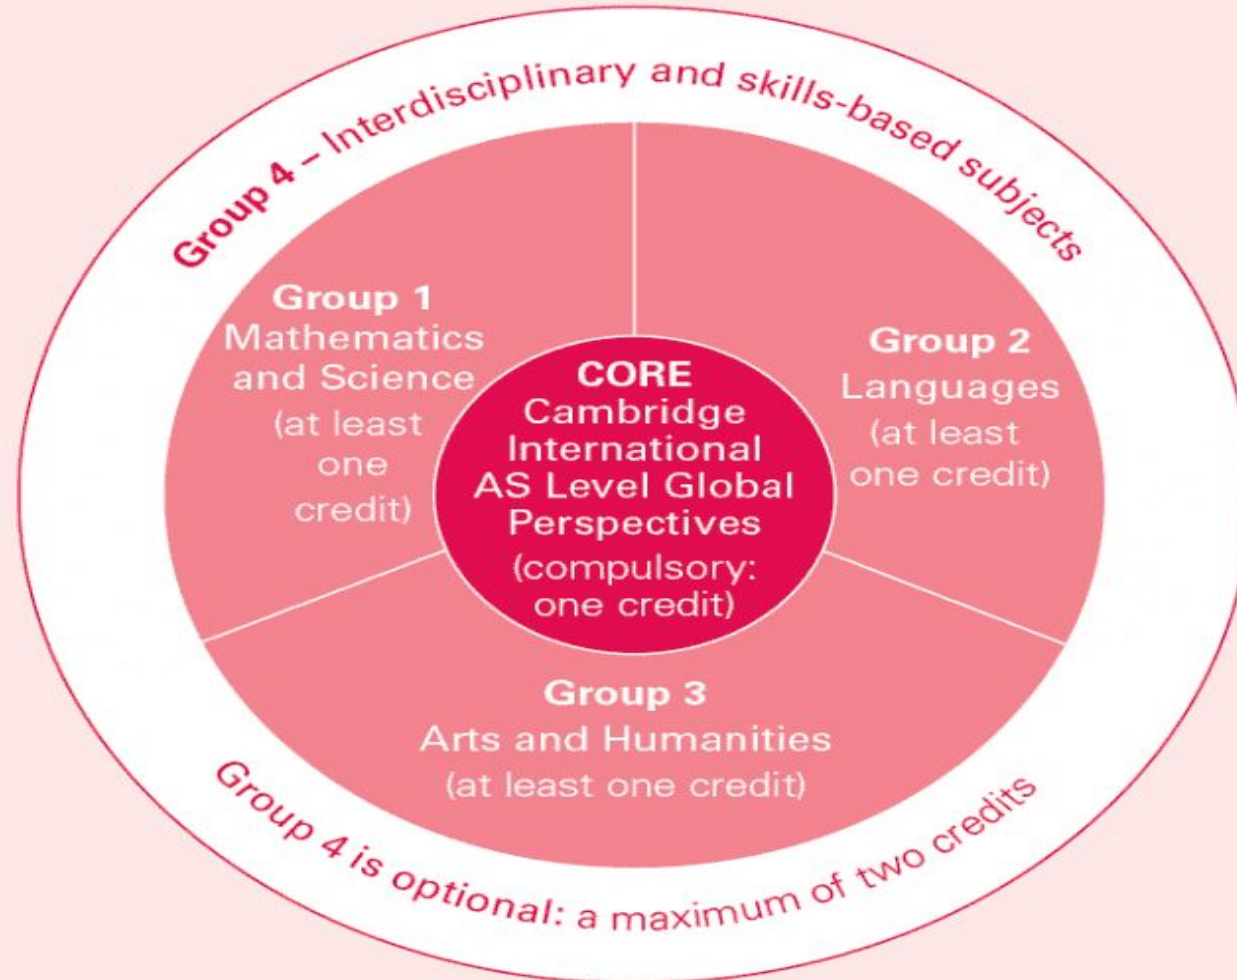 Group 4 – Interdisciplinary and skills-based subjects
Group 1
Mathematics
and Science
(at least
one
credit)
CORE
Cambridge
International
AS Level Global
Perspectives
(compulsory:
one credit)
Group 2
Languages
(at least
one credit)
Group 3
Arts and Humanities
(at least one credit)
Group 4 is optional: a maximum of two credits